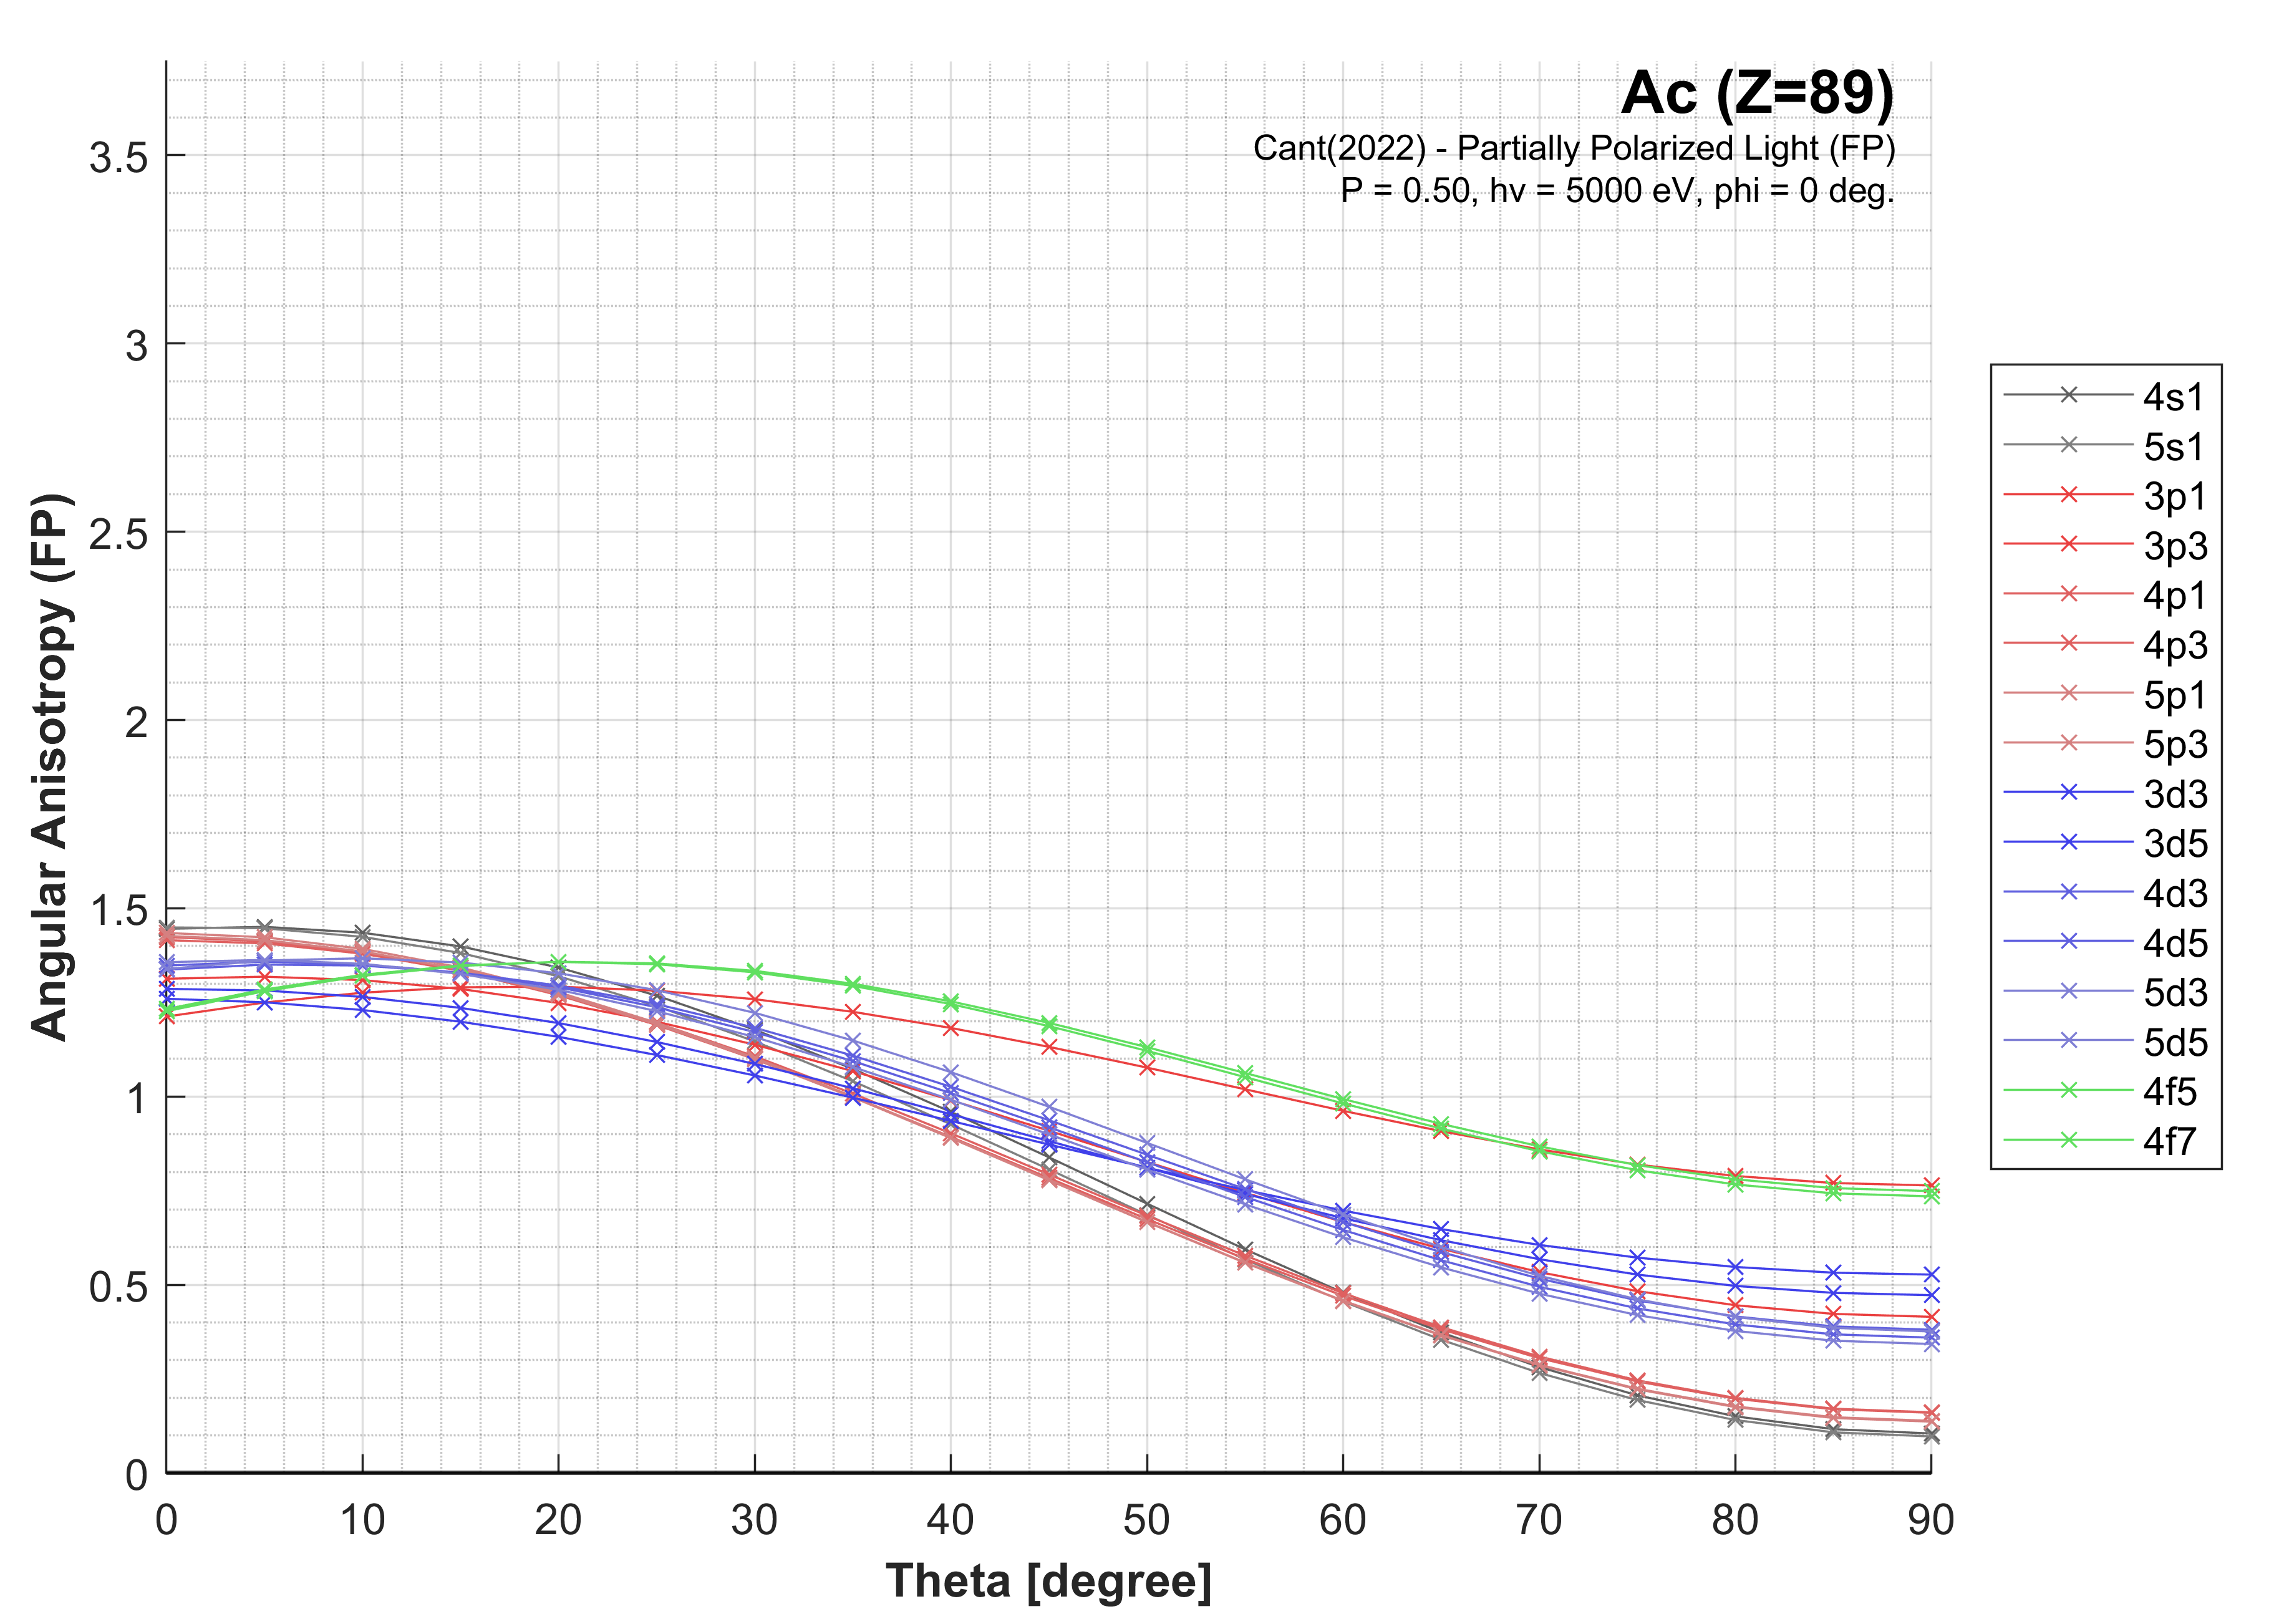 Ac (Z=89)
Cant(2022) - Partially Polarized Light (FP)
P = 0.50, hv = 5000 eV, phi = 0 deg.
Angular Anisotropy (FP)
3.5
3
2.5
2
1.5
1
0.5
0
0 10 20 30 40 50 60 70 80 90
Theta [degree]
4s1
5s1
3p1
3p3
4p1
4p3
5p1
5p3
3d3
3d5
4d3
4d5
5d3
5d5
4f5
4f7